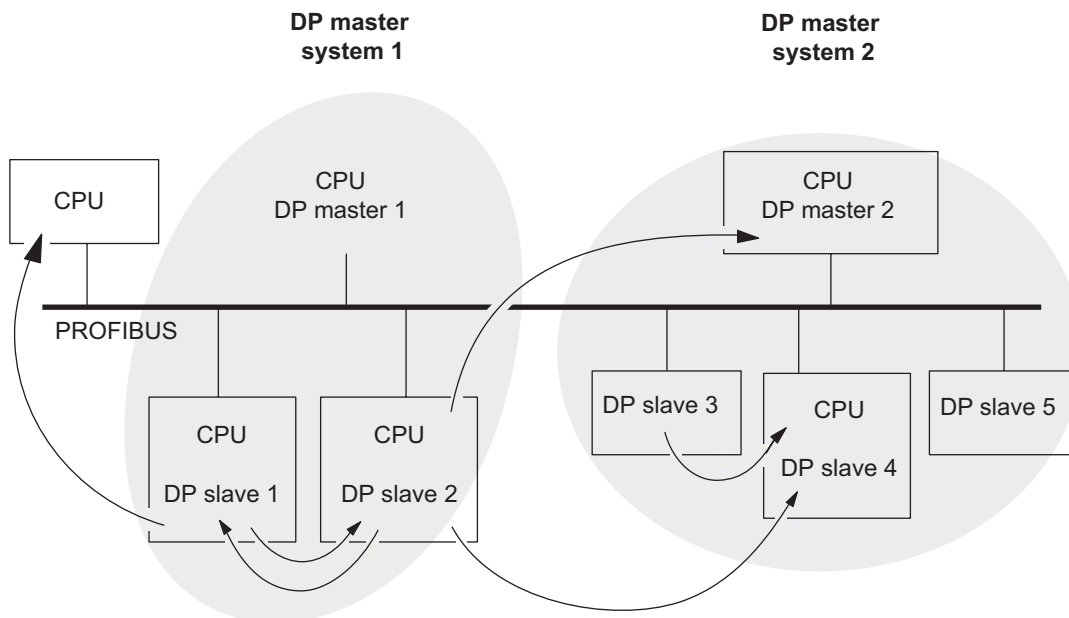 DP master
system 1
DP master
system 2
CPU
CPU
DP master 1
CPU
DP master 2
PROFIBUS
CPU
DP slave 1
CPU
DP slave 2
DP slave 3
CPU
DP slave 4
DP slave 5